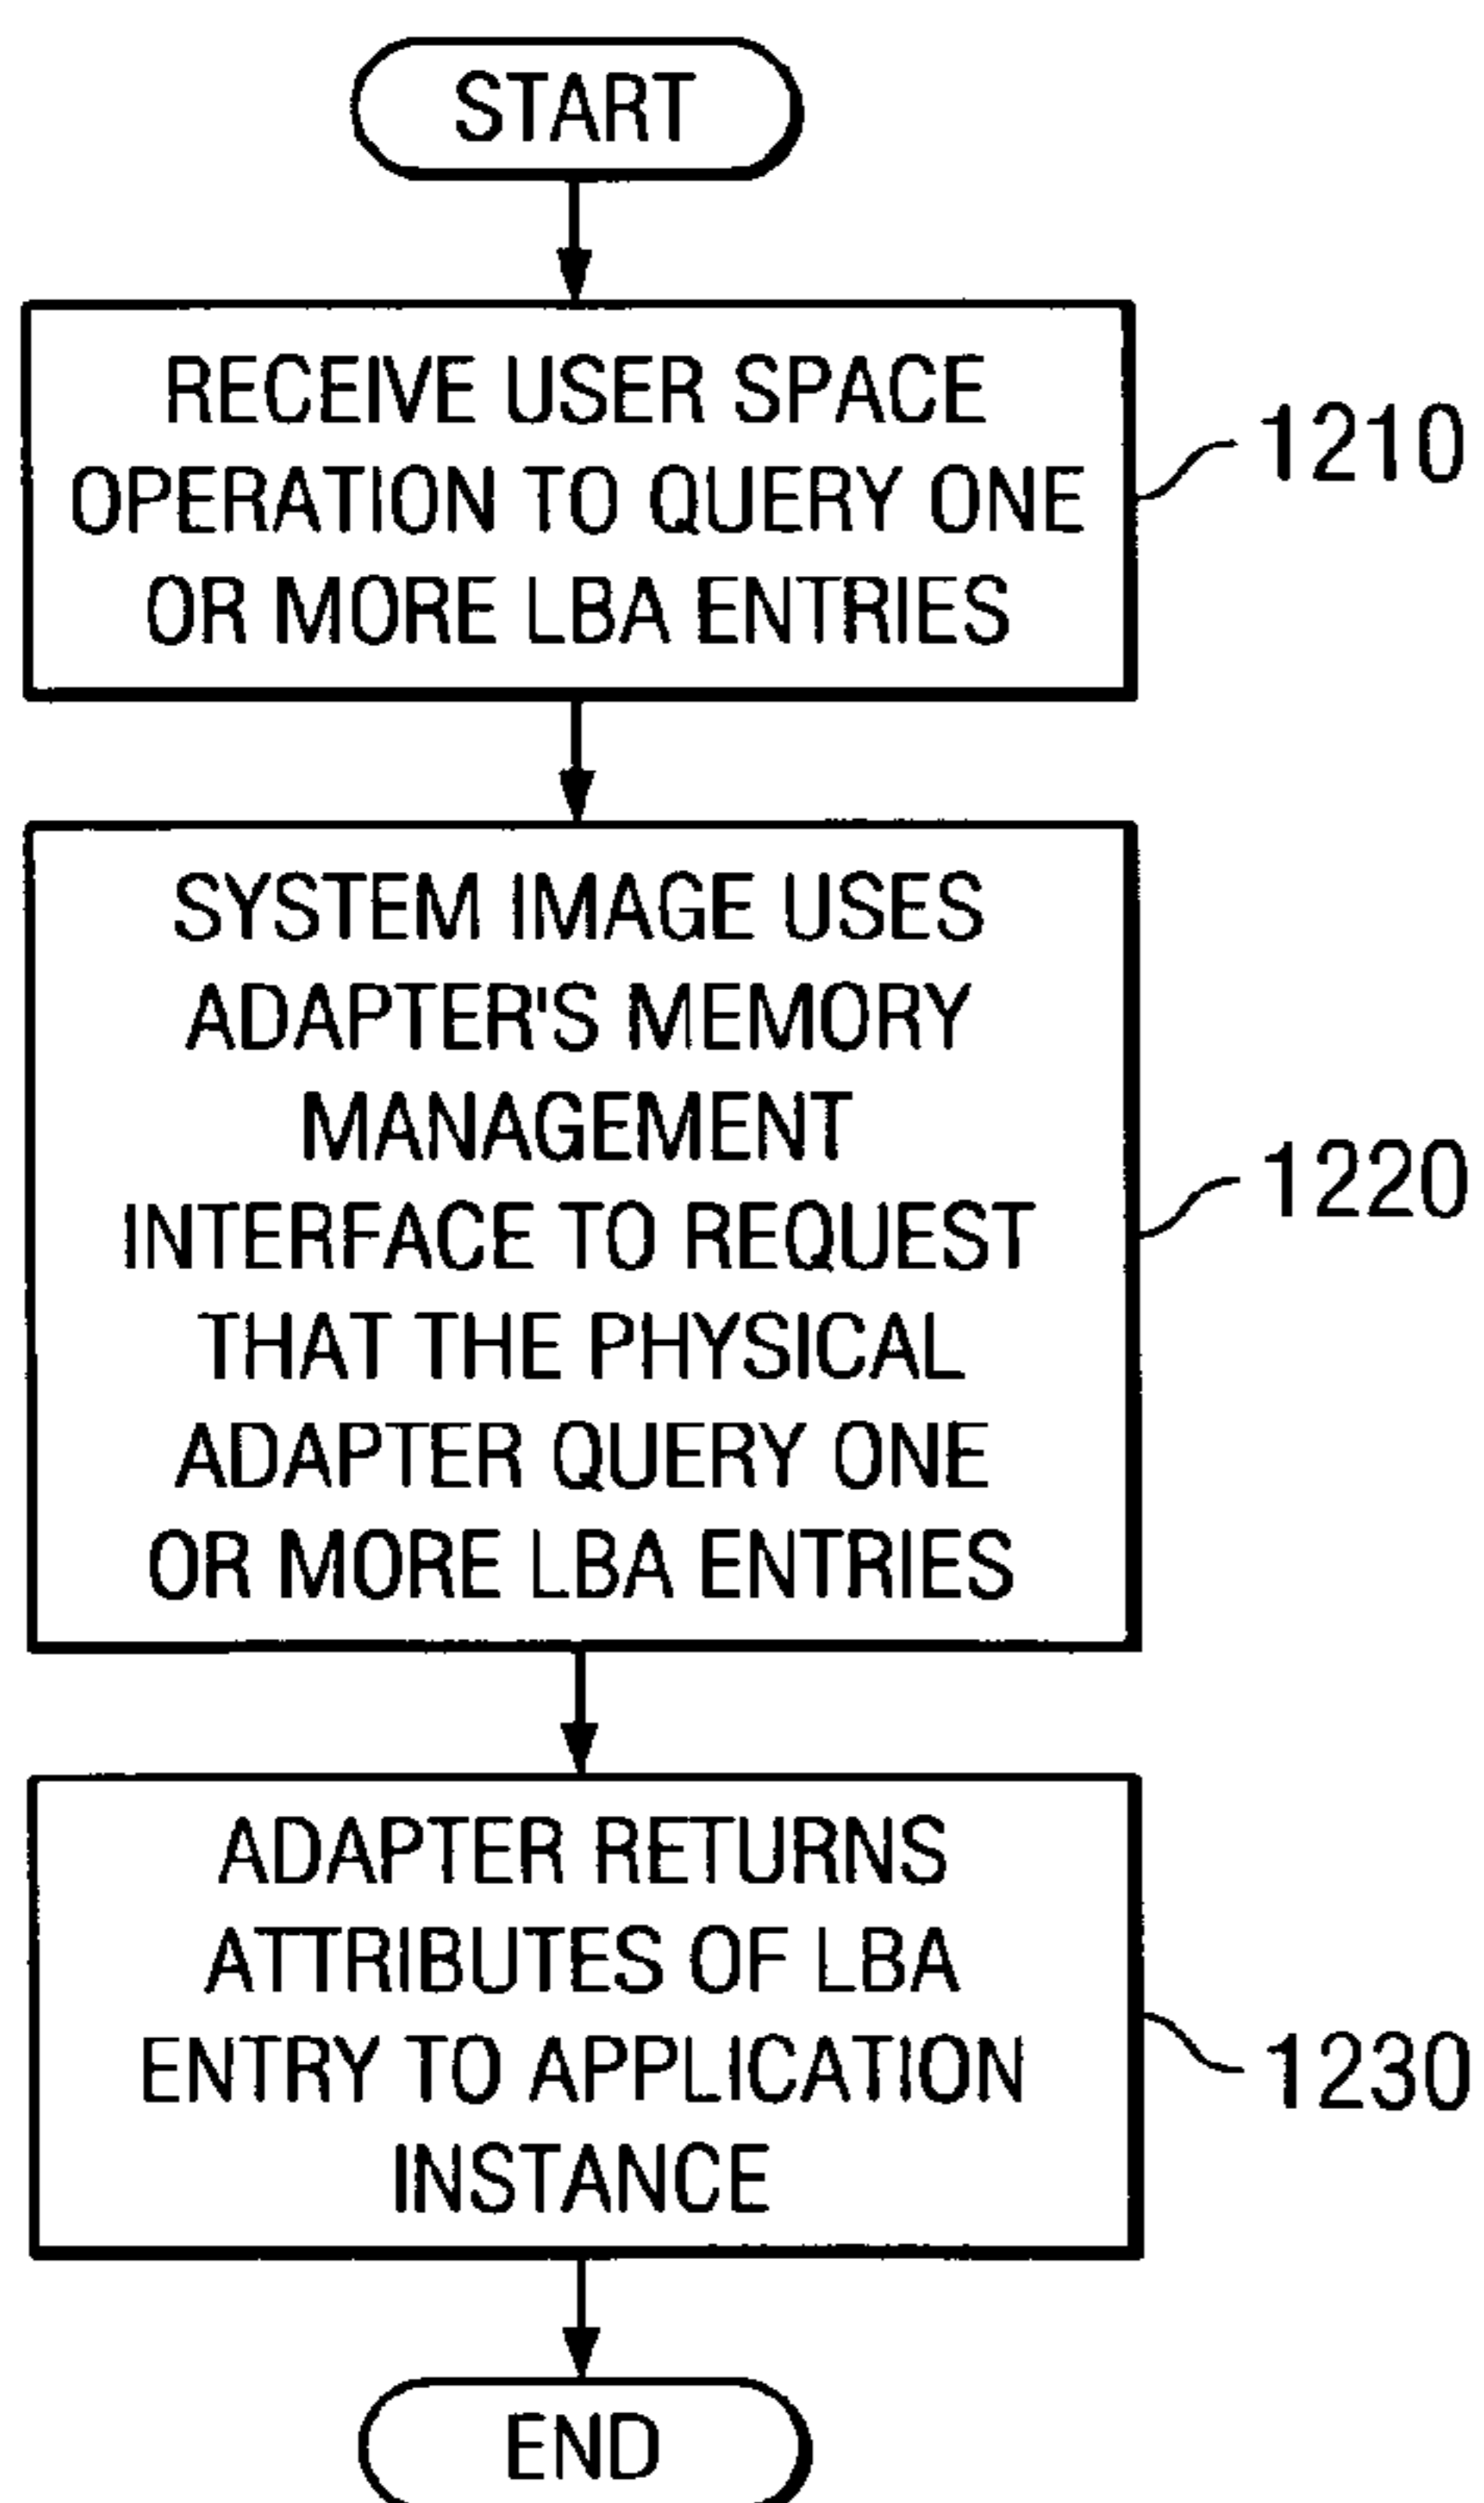 START
RECEIVE USER SPACE
OPERATION TO QUERY ONE
OR MORE LBA ENTRIES
1210
SYSTEM IMAGE USES
ADAPTER'S MEMORY
MANAGEMENT
INTERFACE TO REQUEST
THAT THE PHYSICAL
ADAPTER QUERY ONE
OR MORE LBA ENTRIES
1220
ADAPTER RETURNS
ATTRIBUTES OF LBA
ENTRY TO APPLICATION
INSTANCE
1230
END